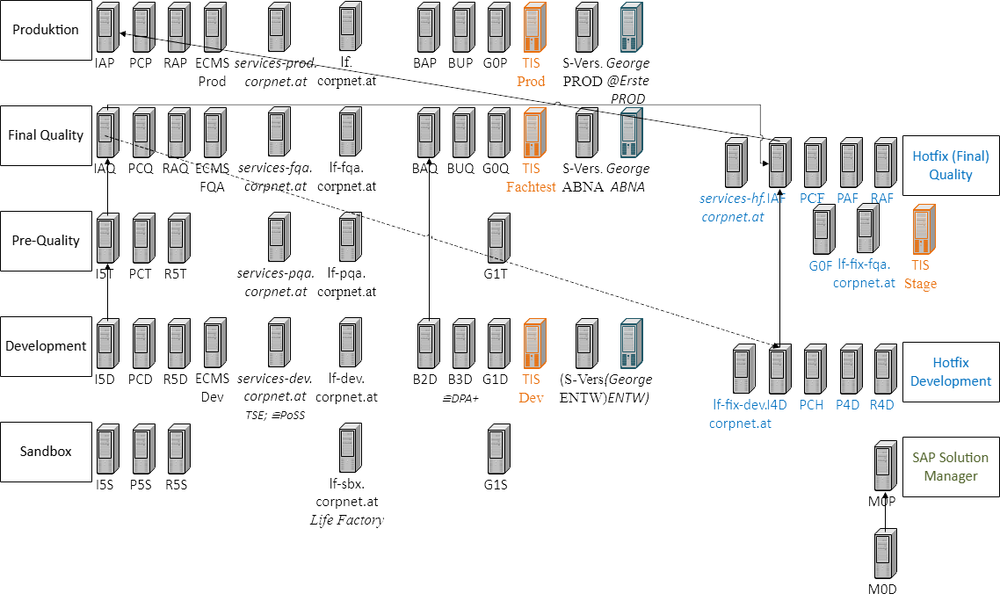 Produktion
IAP
PCP
RAP
ECMS
Prod
services-prod.
corpnet.at
lf.
corpnet.at
BAP
BUP
G0P
TIS
Prod
S-Vers.
PROD
George
@Erste
PROD
Final Quality
IAQ
PCQ
RAQ
ECMS
FQA
services-fqa.
corpnet.at
lf-fqa.
corpnet.at
BAQ
BUQ
G0Q
TIS
Fachtest
S-Vers.
ABNA
George
ABNA
services-hf.
corpnet.at
IAF
PCF
PAF
RAF
Hotfix (Final)
Quality
Pre-Quality
I5T
PCT
R5T
services-pqa.
corpnet.at
lf-pqa.
corpnet.at
G1T
G0F
lf-fix-fqa.
corpnet.at
TIS
Stage
Development
I5D
PCD
R5D
ECMS
Dev
services-dev.
corpnet.at
TSE; ≡PoSS
lf-dev.
corpnet.at
B2D
B3D
≡DPA+
G1D
TIS
Dev
(S-Vers.
ENTW)
(George
ENTW)
lf-fix-dev.
corpnet.at
I4D
PCH
P4D
R4D
Hotfix
Development
Sandbox
I5S
P5S
R5S
lf-sbx.
corpnet.at
Life Factory
G1S
M0P
SAP Solution
Manager
M0D